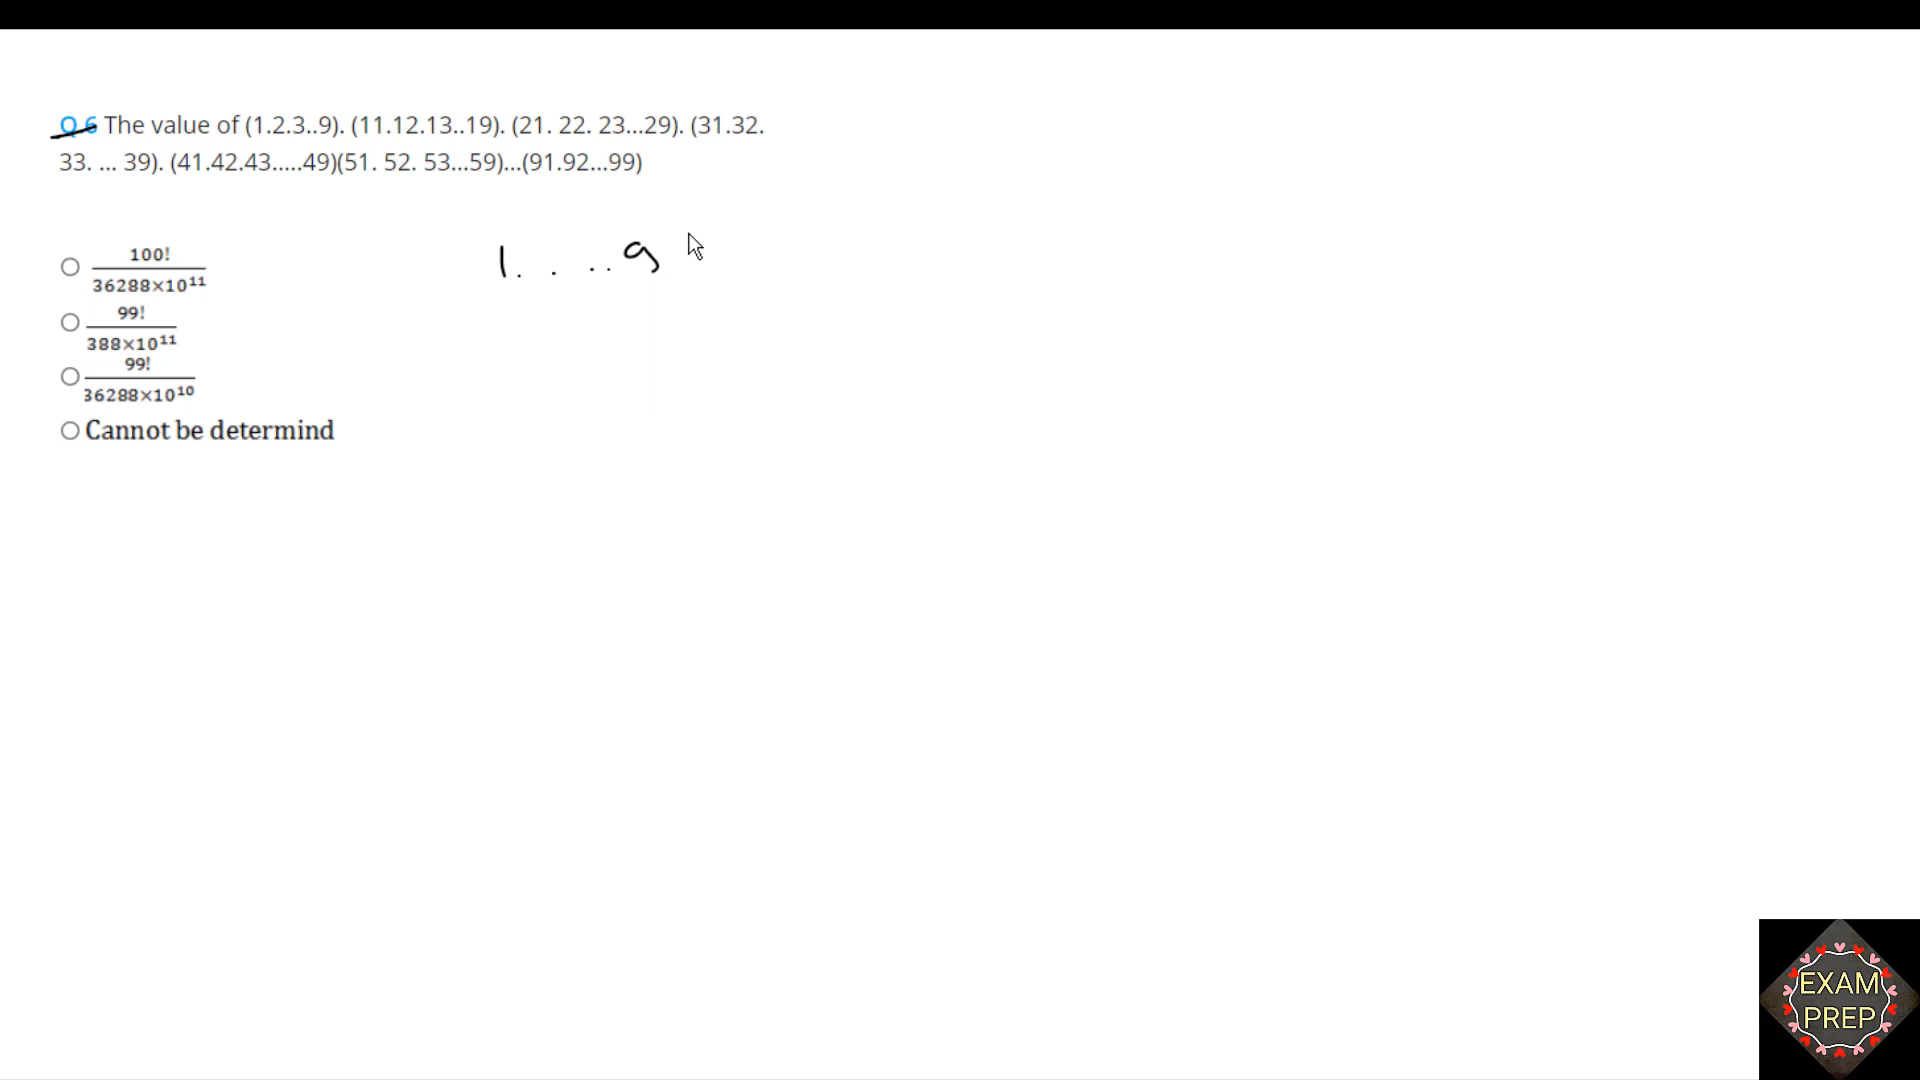 Q 6 The value of (1.2.3..9). (11.12.13..19). (21. 22. 23...29). (31.32.
33. ... 39). (41.42.43.....49)(51. 52. 53...59)...(91.92...99)
1. . .. 9
100!
36288×10¹¹
99!
388×10¹¹
99!
36288×10¹⁰
Cannot be determind
EXAM
PREP